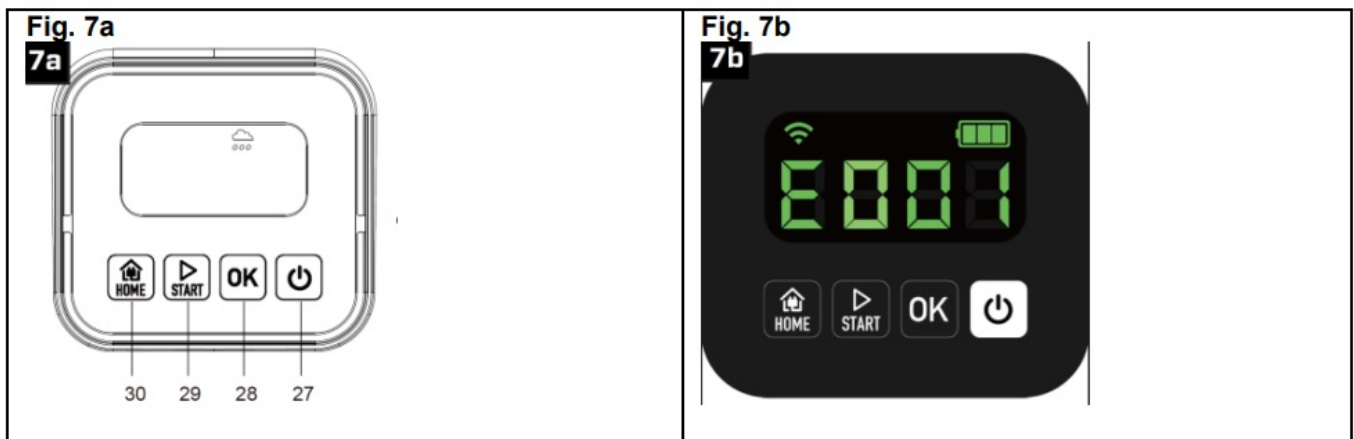 Fig. 7a
7a
HOME
START
OK
30 29 28 27
Fig. 7b
7b
E001
HOME
START
OK